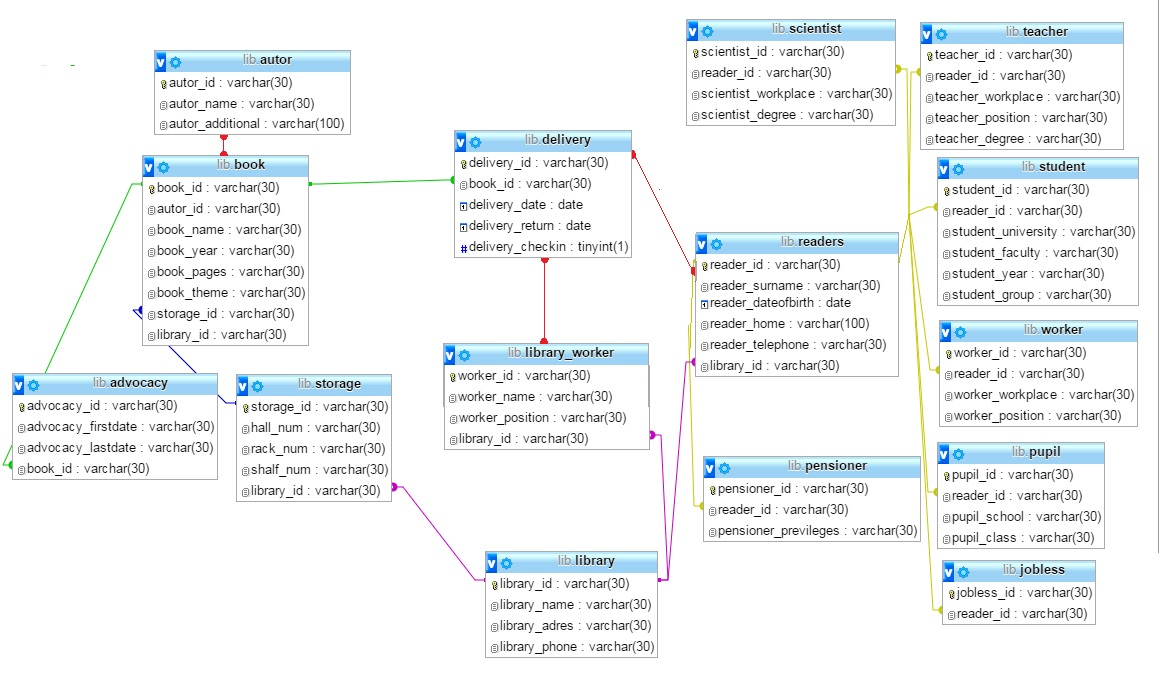 lib.autor
autor_id : varchar(30)
autor_name : varchar(30)
autor_additional : varchar(100)
lib.book
book_id : varchar(30)
autor_id : varchar(30)
book_name : varchar(30)
book_year : varchar(30)
book_pages : varchar(30)
book_theme : varchar(30)
storage_id : varchar(30)
library_id : varchar(30)
lib.advocacy
advocacy_id : varchar(30)
advocacy_firstdate : varchar(30)
advocacy_lastdate : varchar(30)
book_id : varchar(30)
lib.storage
storage_id : varchar(30)
hall_num : varchar(30)
rack_num : varchar(30)
shalf_num : varchar(30)
library_id : varchar(30)
lib.delivery
delivery_id : varchar(30)
book_id : varchar(30)
delivery_date : date
delivery_return : date
# delivery_checkin : tinyint(1)
lib.library_worker
worker_id : varchar(30)
worker_name : varchar(30)
worker_position : varchar(30)
library_id : varchar(30)
lib.library
library_id : varchar(30)
library_name : varchar(30)
library_adres : varchar(30)
library_phone : varchar(30)
lib.scientist
scientist_id : varchar(30)
reader_id : varchar(30)
scientist_workplace : varchar(30)
scientist_degree : varchar(30)
lib.readers
reader_id : varchar(30)
reader_surname : varchar(30)
reader_dateofbirth : date
reader_home : varchar(100)
reader_telephone : varchar(30)
library_id : varchar(30)
lib.pensioner
pensioner_id : varchar(30)
reader_id : varchar(30)
pensioner_previleges : varchar(30)
lib.teacher
teacher_id : varchar(30)
reader_id : varchar(30)
teacher_workplace : varchar(30)
teacher_position : varchar(30)
teacher_degree : varchar(30)
lib.student
student_id : varchar(30)
reader_id : varchar(30)
student_university : varchar(30)
student_faculty : varchar(30)
student_year : varchar(30)
student_group : varchar(30)
lib.worker
worker_id : varchar(30)
reader_id : varchar(30)
worker_workplace : varchar(30)
worker_position : varchar(30)
lib.pupil
pupil_id : varchar(30)
reader_id : varchar(30)
pupil_school : varchar(30)
pupil_class : varchar(30)
lib.jobless
jobless_id : varchar(30)
reader_id : varchar(30)